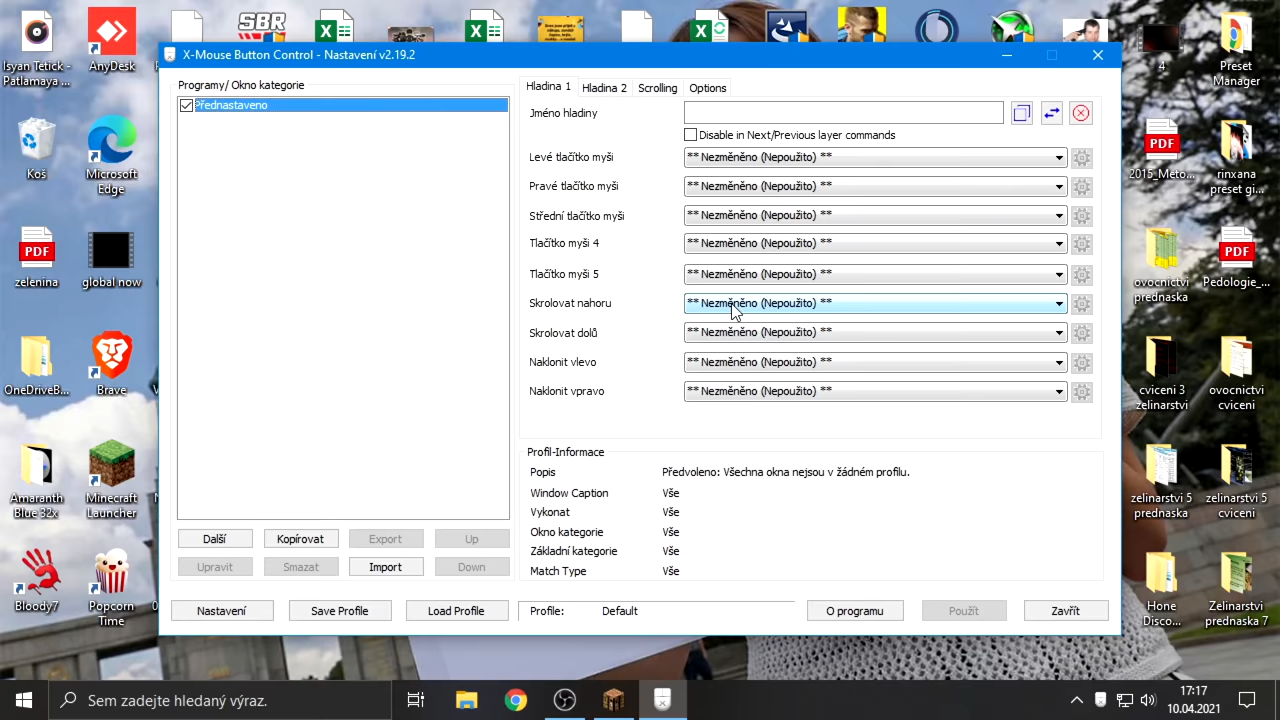 SBR
X-Mouse Button Control - Nastavení v2.19.2
Programy/ Okno kategorie
Přednastaveno
Hladina 1
Hladina 2
Scrolling
Options
Jméno hladiny
Disable in Next/Previous layer commands
Levé tlačítko myši
** Nezměněno (Nepoužito) **
Pravé tlačítko myši
** Nezměněno (Nepoužito) **
Střední tlačítko myši
** Nezměněno (Nepoužito) **
Tlačítko myši 4
** Nezměněno (Nepoužito) **
Tlačítko myši 5
** Nezměněno (Nepoužito) **
Skrolovat nahoru
** Nezměněno (Nepoužito) **
Skrolovat dolů
** Nezměněno (Nepoužito) **
Naklonit vlevo
** Nezměněno (Nepoužito) **
Naklonit vpravo
** Nezměněno (Nepoužito) **
Profil-Informace
Popis
Předvoleno: Všechna okna nejsou v žádném profilu.
Window Caption
Vše
Vykonat
Vše
Okno kategorie
Vše
Základní kategorie
Vše
Match Type
Vše
Další
Kopírovat
Export
Up
Upravit
Smazat
Import
Down
Nastavení
Save Profile
Load Profile
Profile:
Default
O programu
Použít
Zavřít
Isyan Tetick -
Patlamaya ...
AnyDesk
Koš
Microsoft
Edge
PDF
zelenina
global now
OneDriveB...
Brave
Amaranth
Blue 32x
Minecraft
Launcher
Bloody7
Popcorn
Time
4
Preset
Manager
PDF
2015_Meto...
rinxana
preset gi...
ovocnictvi
prednaska
PDF
Pedologie_...
cviceni 3
zelinarstvi
ovocnictvi
cviceni
zelinarstvi 5
prednaska
zelinarstvi 5
cviceni
Hone
Disco...
Zelinarstvi
prednaska 7
Sem zadejte hledaný výraz.
17:17
10.04.2021